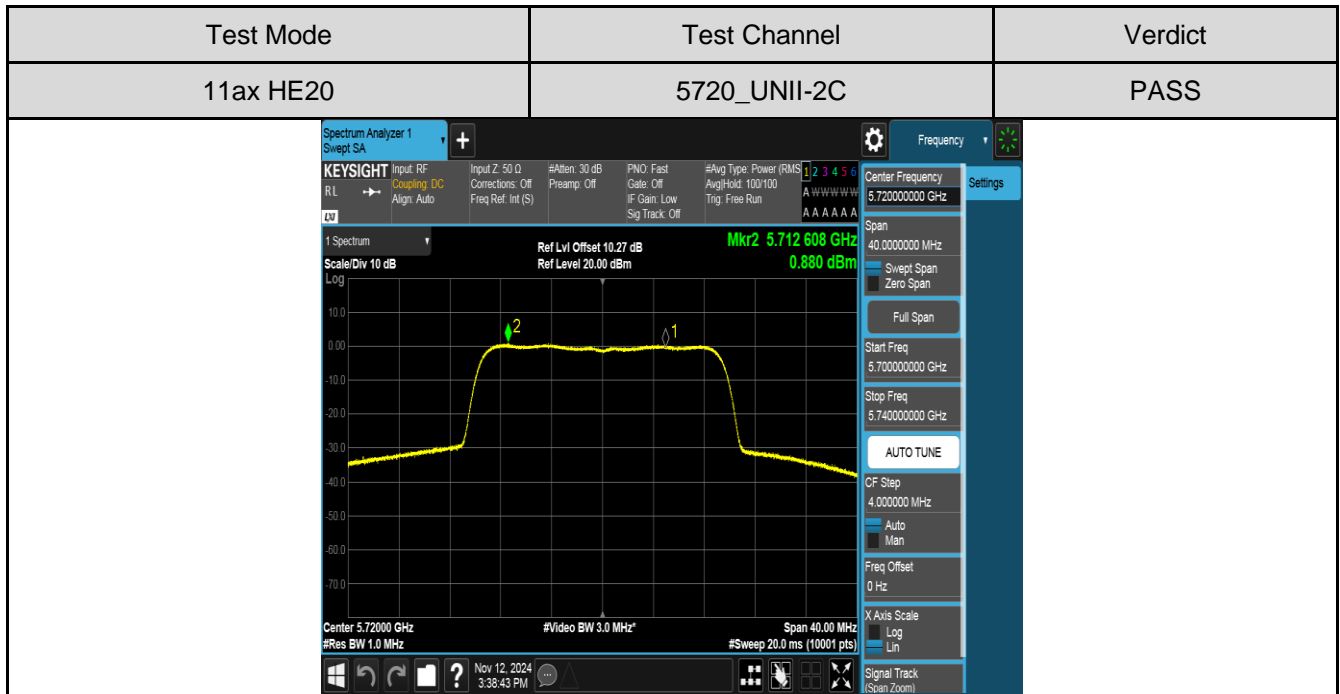 Test Mode
Test Channel
Verdict
11ax HE20
5720_UNII-2C
PASS
Spectrum Analyzer 1
Swept SA
+
Frequency
KEYSIGHT
RL
LXI
Input: RF
Coupling: DC
Align: Auto
Input Z: 50 Ω
Corrections: Off
Freq Ref: Int (S)
#Atten: 30 dB
Preamp: Off
PNO: Fast
Gate: Off
IF Gain: Low
Sig Track: Off
#Avg Type: Power (RMS
Avg|Hold: 100/100
Trig: Free Run
1 2 3 4 5 6
A W W W W W
A A A A A A
1 Spectrum
Scale/Div 10 dB
Log
Ref Lvl Offset 10.27 dB
Ref Level 20.00 dBm
Mkr2 5.712 608 GHz
0.880 dBm
10.0
0.00
-10.0
-20.0
-30.0
-40.0
-50.0
-60.0
-70.0
2
1
Center 5.72000 GHz
#Res BW 1.0 MHz
#Video BW 3.0 MHz*
Span 40.00 MHz
#Sweep 20.0 ms (10001 pts)
Nov 12, 2024
3:38:43 PM
?
Center Frequency
5.720000000 GHz
Settings
Span
40.0000000 MHz
Swept Span
Zero Span
Full Span
Start Freq
5.700000000 GHz
Stop Freq
5.740000000 GHz
AUTO TUNE
CF Step
4.000000 MHz
Auto
Man
Freq Offset
0 Hz
X Axis Scale
Log
Lin
Signal Track
(Span Zoom)